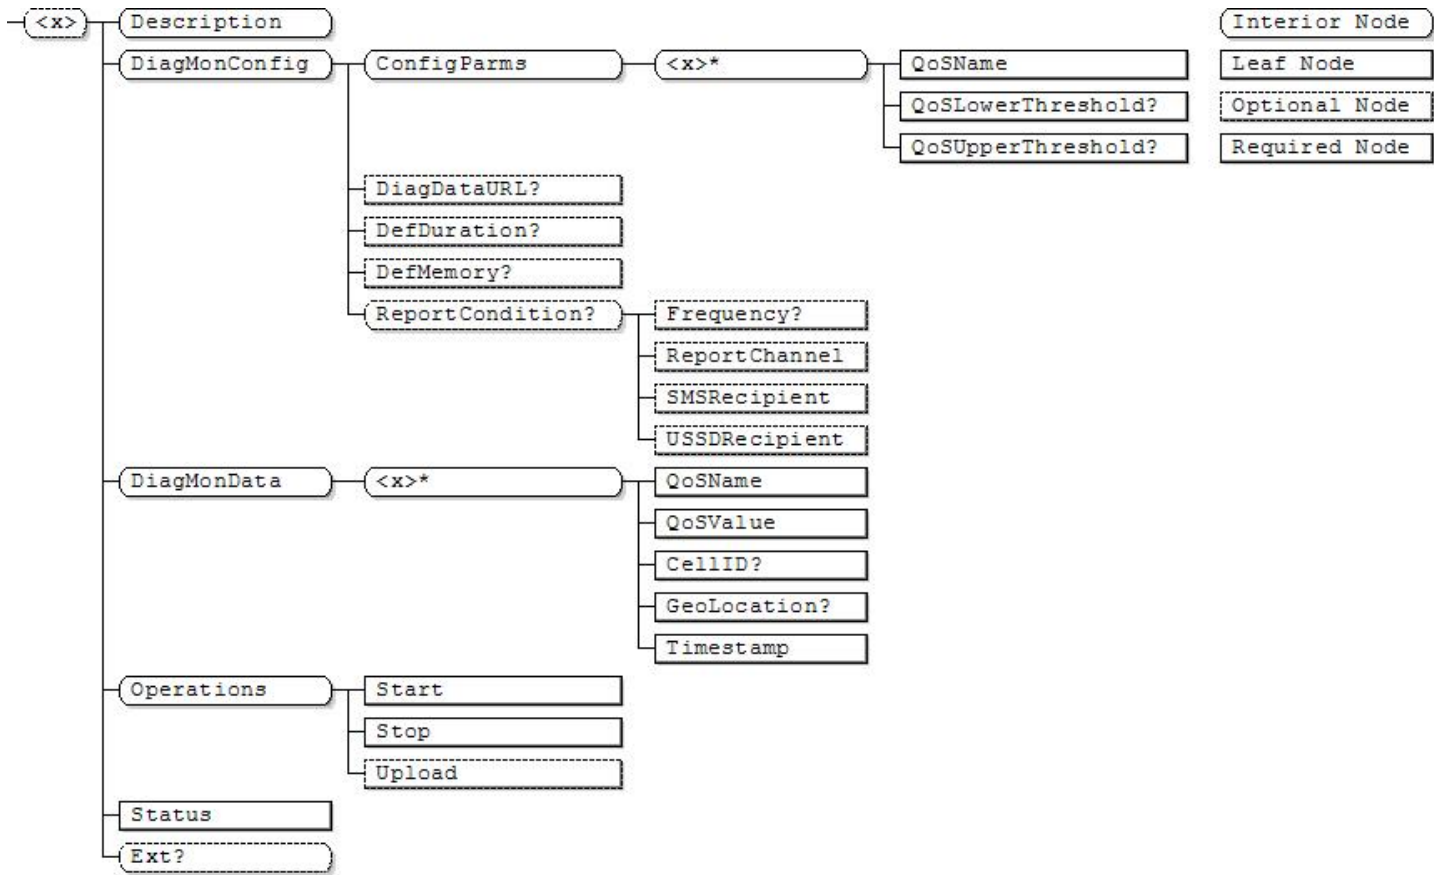 <x> Description Interior Node
DiagMonConfig ConfigParms <x>* QoSName Leaf Node
QoSLowerThreshold? Optional Node
QoSUpperThreshold? Required Node
DiagDataURL?
DefDuration?
DefMemory?
ReportCondition? Frequency?
ReportChannel
SMSRecipient
USSDRecipient
DiagMonData <x>* QoSName
QoSValue
CellID?
GeoLocation?
Timestamp
Operations Start
Stop
Upload
Status
Ext?